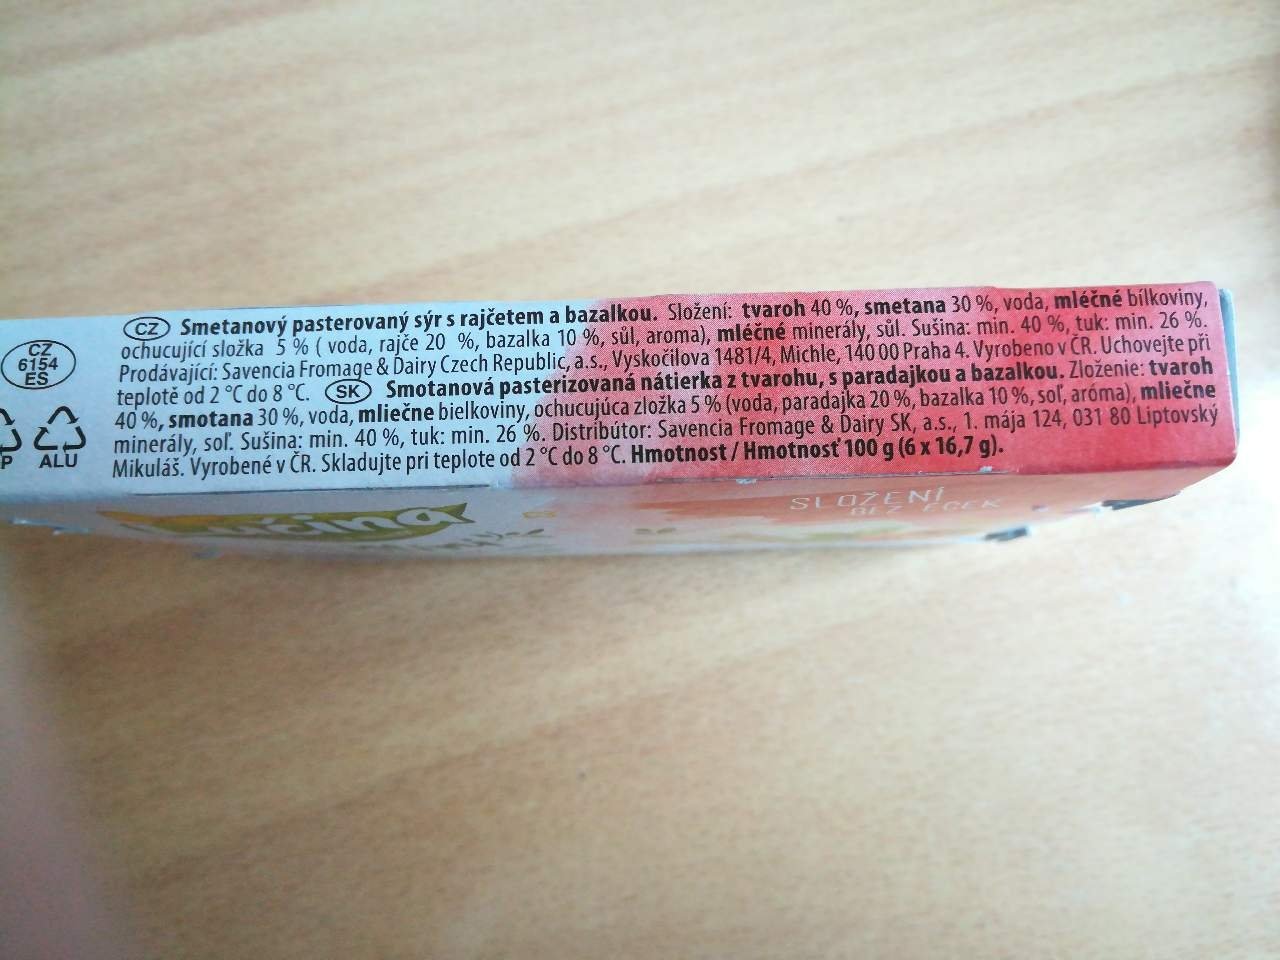 CZ
6154
ES
ALU
CZ Smetanový pasterovaný sýr s rajčetem a bazalkou. Složení: tvaroh 40 %, smetana 30 %, voda, mléčné bílkoviny,
ochucující složka 5 % ( voda, rajče 20 %, bazalka 10 %, sůl, aroma), mléčné minerály, sůl. Sušina: min. 40 %, tuk: min. 26 %.
Prodávající: Savencia Fromage & Dairy Czech Republic, a.s., Vyskočilova 1481/4, Michle, 140 00 Praha 4. Vyrobeno v ČR. Uchovejte při
teplotě od 2 °C do 8 °C. SK Smotanová pasterizovaná nátierka z tvarohu, s paradajkou a bazalkou. Zloženie: tvaroh
40 %, smotana 30 %, voda, mliečne bielkoviny, ochucujúca zložka 5 % (voda, paradajka 20 %, bazalka 10 %, soľ, aróma), mliečne
minerály, soľ. Sušina: min. 40 %, tuk: min. 26 %. Distribútor: Savencia Fromage & Dairy SK, a.s., 1. mája 124, 031 80 Liptovský
Mikuláš. Vyrobené v ČR. Skladujte pri teplote od 2 °C do 8 °C. Hmotnost / Hmotnosť 100 g (6 x 16,7 g).
SLOŽENÍ
BEZ